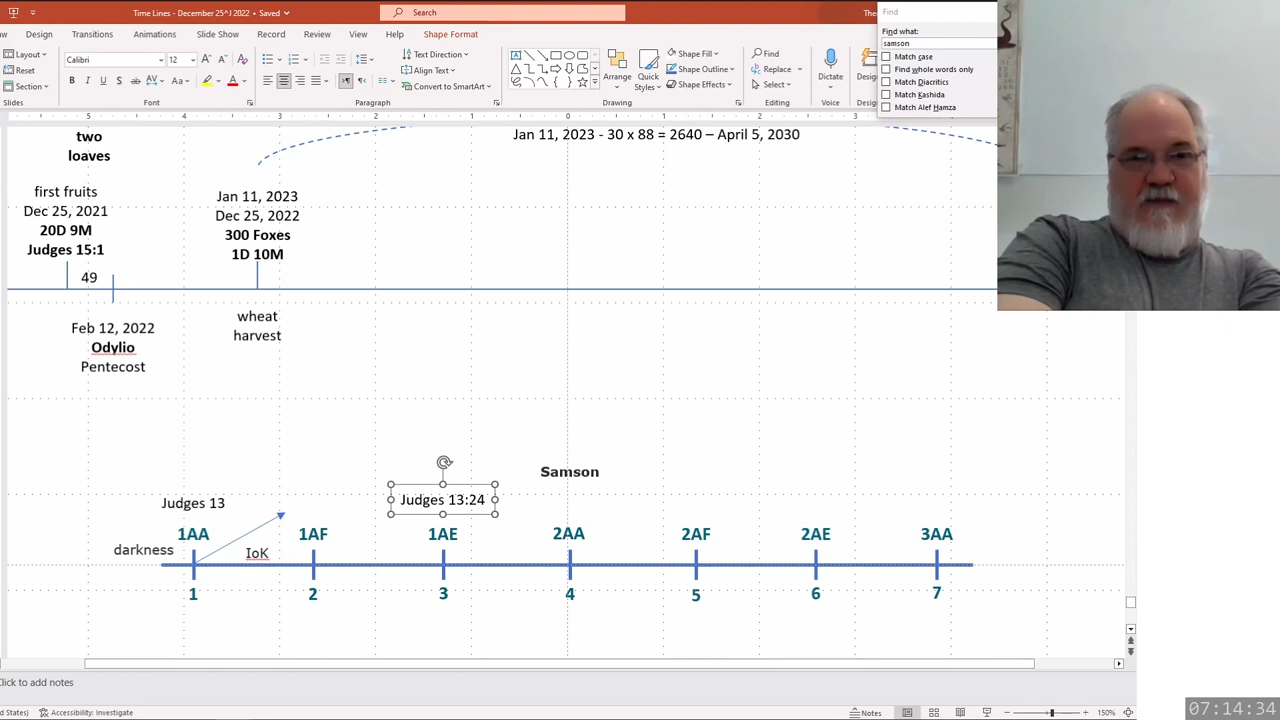 Time Lines - December 25^J 2022 • Saved
Search
Design
Transitions
Animations
Slide Show
Record
Review
View
Help
Shape Format
Layout
Reset
Section
Slides
Calibri
12
Font
Text Direction
Align Text
Convert to SmartArt
Paragraph
Arrange
Quick
Styles
Shape Fill
Shape Outline
Shape Effects
Drawing
Find
Replace
Select
Editing
Dictate
Voice
Find
Find what:
samson
Match case
Find whole words only
Match Diacritics
Match Kashida
Match Alef Hamza
two
loaves
Jan 11, 2023 - 30 x 88 = 2640 – April 5, 2030
first fruits
Dec 25, 2021
20D 9M
Judges 15:1
Jan 11, 2023
Dec 25, 2022
300 Foxes
1D 10M
49
Feb 12, 2022
Odylio
Pentecost
wheat
harvest
Samson
Judges 13
Judges 13:24
1AA 1AF 1AE 2AA 2AF 2AE 3AA
darkness
IoK
1 2 3 4 5 6 7
Click to add notes
Accessibility: Investigate
Notes
150%
07:14:34